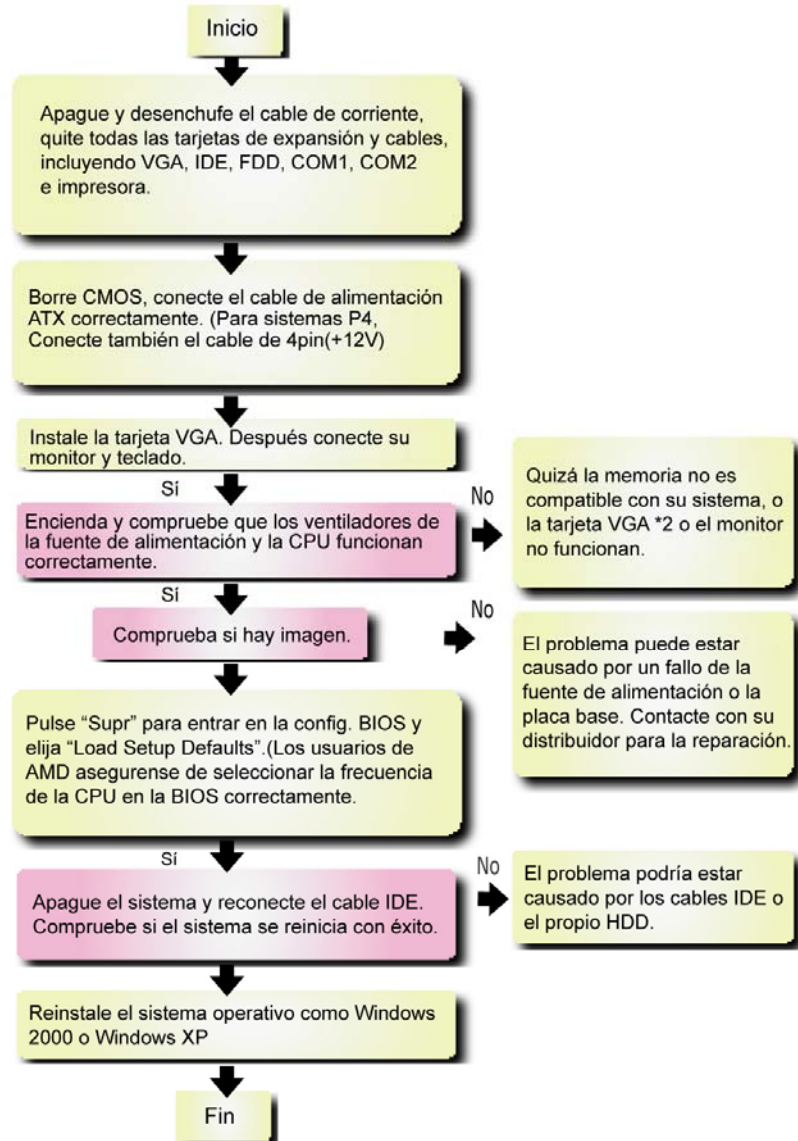 Inicio
Apague y desenchufe el cable de corriente,
quite todas las tarjetas de expansión y cables,
incluyendo VGA, IDE, FDD, COM1, COM2
e impresora.
Borre CMOS, conecte el cable de alimentación
ATX correctamente. (Para sistemas P4,
Conecte también el cable de 4pin(+12V)
Instale la tarjeta VGA. Después conecte su
monitor y teclado.
Sí
No
Encienda y compruebe que los ventiladores de
la fuente de alimentación y la CPU funcionan
correctamente.
Quizá la memoria no es
compatible con su sistema, o
la tarjeta VGA *2 o el monitor
no funcionan.
Sí
No
Comprueba si hay imagen.
El problema puede estar
causado por un fallo de la
fuente de alimentación o la
placa base. Contacte con su
distribuidor para la reparación.
Pulse “Supr” para entrar en la config. BIOS y
elija “Load Setup Defaults”.(Los usuarios de
AMD asegurense de seleccionar la frecuencia
de la CPU en la BIOS correctamente.
Sí
No
Apague el sistema y reconecte el cable IDE.
Compruebe si el sistema se reinicia con éxito.
El problema podría estar
causado por los cables IDE o
el propio HDD.
Reinstale el sistema operativo como Windows
2000 o Windows XP
Fin